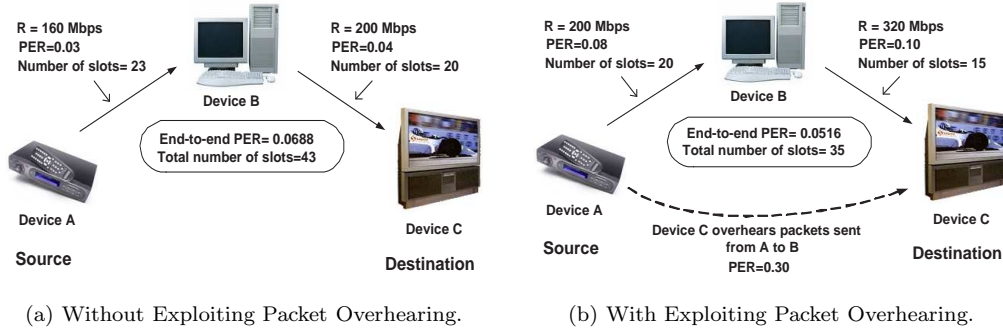 R = 160 Mbps
PER=0.03
Number of slots= 23
R = 200 Mbps
PER=0.04
Number of slots= 20
Device B
End-to-end PER= 0.0688
Total number of slots=43
Device A
Source
Device C
Destination
(a) Without Exploiting Packet Overhearing.
R = 200 Mbps
PER=0.08
Number of slots= 20
R = 320 Mbps
PER=0.10
Number of slots= 15
Device B
End-to-end PER= 0.0516
Total number of slots= 35
Device A
Source
Device C overhears packets sent
from A to B
PER=0.30
Device C
Destination
(b) With Exploiting Packet Overhearing.